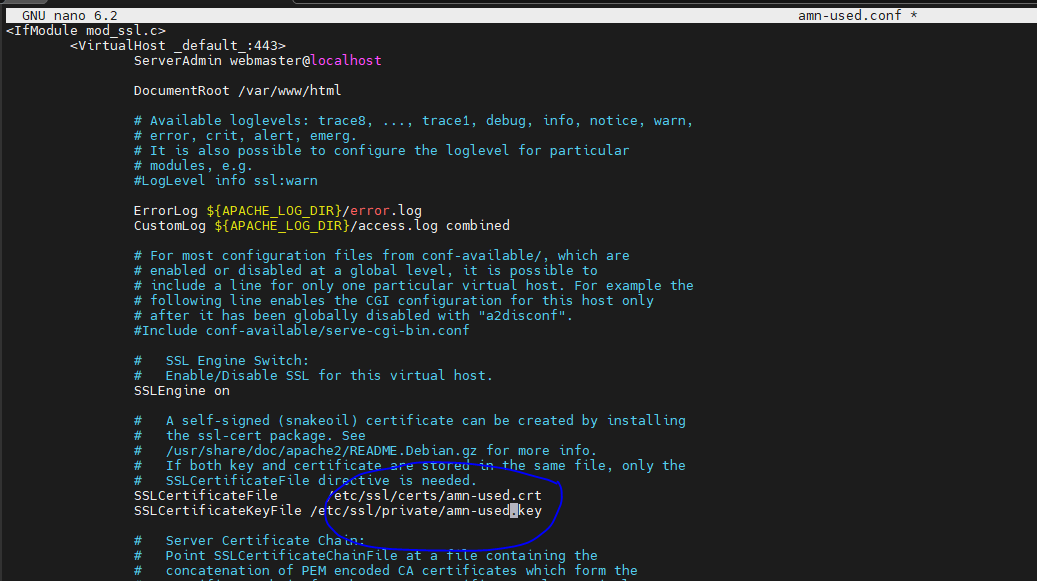 GNU nano 6.2 amn-used.conf *
<IfModule mod_ssl.c>
<VirtualHost _default_:443>
ServerAdmin webmaster@localhost
DocumentRoot /var/www/html
# Available loglevels: trace8, ..., trace1, debug, info, notice, warn,
# error, crit, alert, emerg.
# It is also possible to configure the loglevel for particular
# modules, e.g.
#LogLevel info ssl:warn
ErrorLog ${APACHE_LOG_DIR}/error.log
CustomLog ${APACHE_LOG_DIR}/access.log combined
# For most configuration files from conf-available/, which are
# enabled or disabled at a global level, it is possible to
# include a line for only one particular virtual host. For example the
# following line enables the CGI configuration for this host only
# after it has been globally disabled with "a2disconf".
#Include conf-available/serve-cgi-bin.conf
#   SSL Engine Switch:
#   Enable/Disable SSL for this virtual host.
SSLEngine on
#   A self-signed (snakeoil) certificate can be created by installing
#   the ssl-cert package. See
#   /usr/share/doc/apache2/README.Debian.gz for more info.
#   If both key and certificate are stored in the same file, only the
#   SSLCertificateFile directive is needed.
SSLCertificateFile      /etc/ssl/certs/amn-used.crt
SSLCertificateKeyFile /etc/ssl/private/amn-used.key
#   Server Certificate Chain:
#   Point SSLCertificateChainFile at a file containing the
#   concatenation of PEM encoded CA certificates which form the